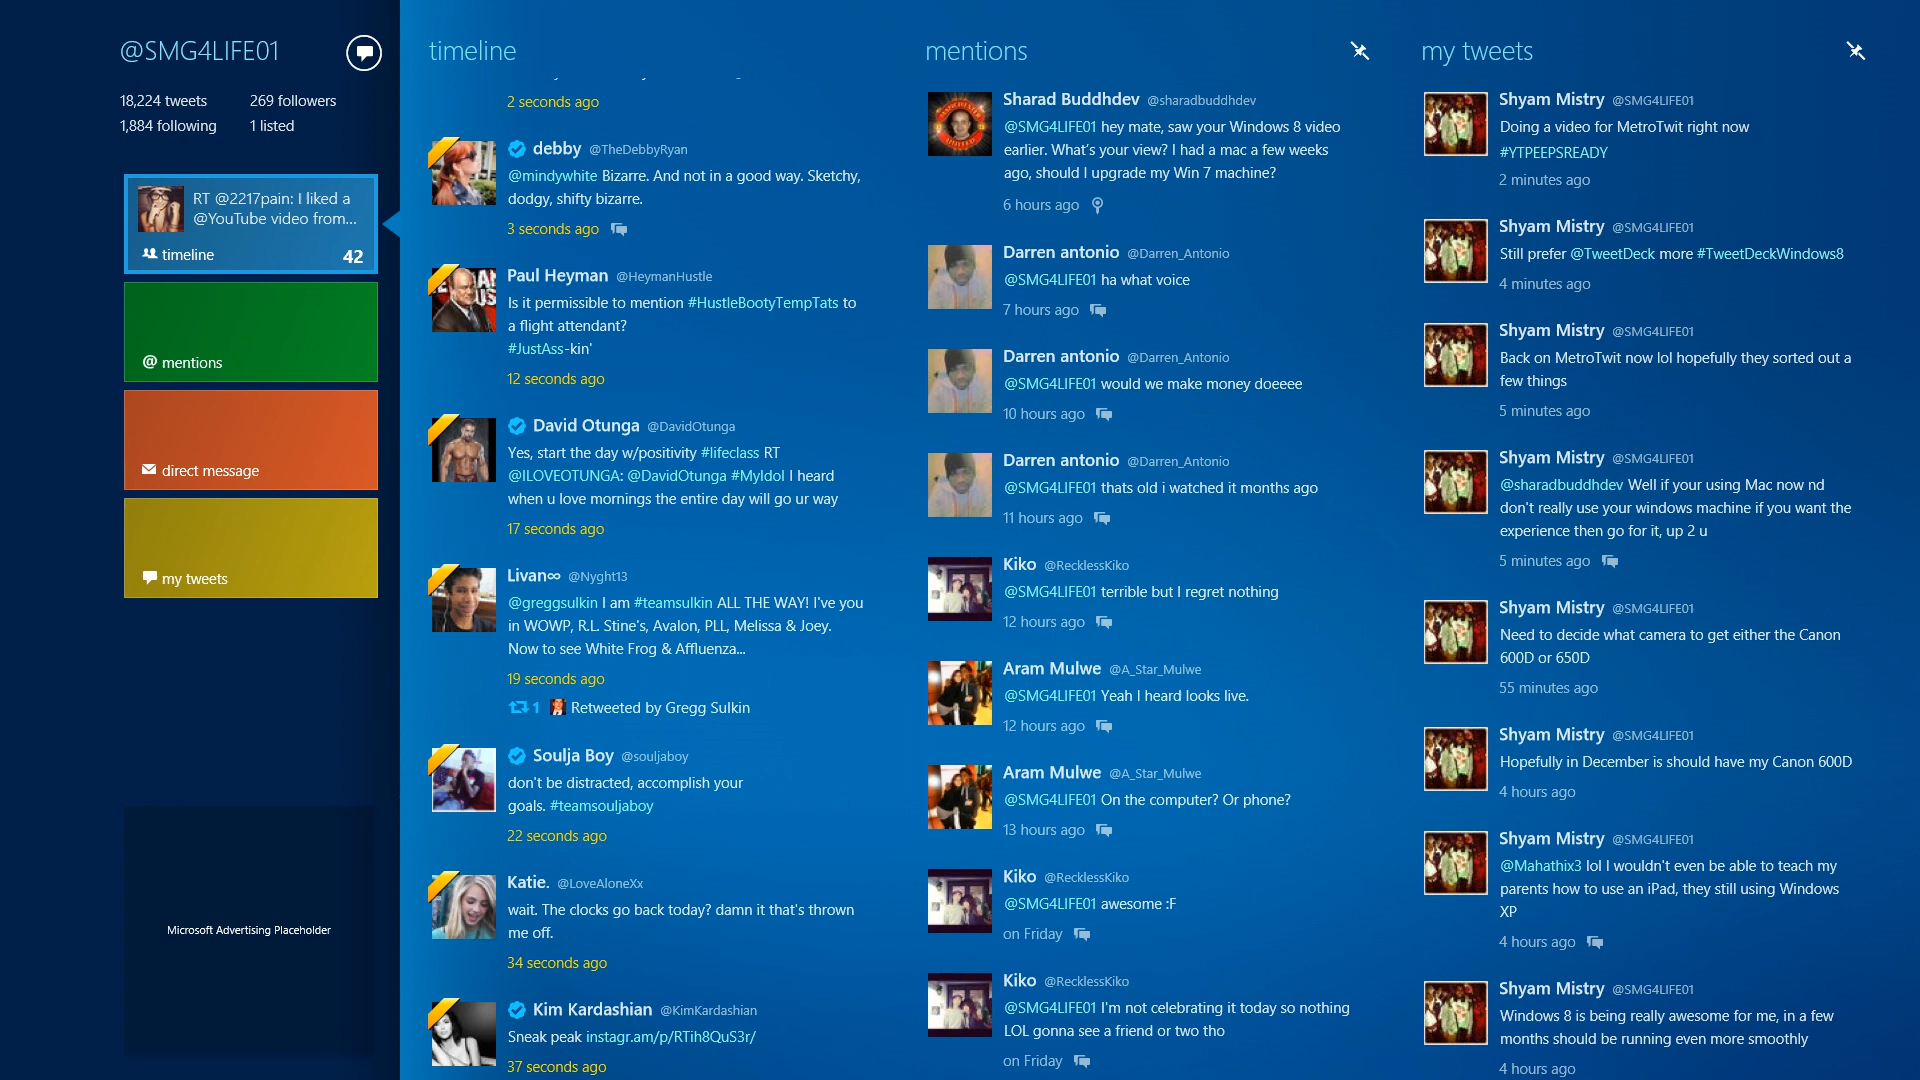 @SMG4LIFE01
18,224 tweets 269 followers
1,884 following 1 listed
RT @2217pain: I liked a
@YouTube video from...
timeline 42
@ mentions
direct message
my tweets
Microsoft Advertising Placeholder
timeline
2 seconds ago
debby @TheDebbyRyan
@mindywhite Bizarre. And not in a good way. Sketchy,
dodgy, shifty bizarre.
3 seconds ago
Paul Heyman @HeymanHustle
Is it permissible to mention #HustleBootyTempTats to
a flight attendant?
#JustAss-kin'
12 seconds ago
David Otunga @DavidOtunga
Yes, start the day w/positivity #lifeclass RT
@ILOVEOTUNGA: @DavidOtunga #MyIdol I heard
when u love mornings the entire day will go ur way
17 seconds ago
Livan∞ @Nyght13
@greggsulkin I am #teamsulkin ALL THE WAY! I've you
in WOWP, R.L. Stine's, Avalon, PLL, Melissa & Joey.
Now to see White Frog & Affluenza...
19 seconds ago
1 Retweeted by Gregg Sulkin
Soulja Boy @souljaboy
don't be distracted, accomplish your
goals. #teamsouljaboy
22 seconds ago
Katie. @LoveAloneXx
wait. The clocks go back today? damn it that's thrown
me off.
34 seconds ago
Kim Kardashian @KimKardashian
Sneak peak instagr.am/p/RTih8QuS3r/
37 seconds ago
mentions
Sharad Buddhdev @sharadbuddhdev
@SMG4LIFE01 hey mate, saw your Windows 8 video
earlier. What's your view? I had a mac a few weeks
ago, should I upgrade my Win 7 machine?
6 hours ago
Darren antonio @Darren_Antonio
@SMG4LIFE01 ha what voice
7 hours ago
Darren antonio @Darren_Antonio
@SMG4LIFE01 would we make money doeeee
10 hours ago
Darren antonio @Darren_Antonio
@SMG4LIFE01 thats old i watched it months ago
11 hours ago
Kiko @RecklessKiko
@SMG4LIFE01 terrible but I regret nothing
12 hours ago
Aram Mulwe @A_Star_Mulwe
@SMG4LIFE01 Yeah I heard looks live.
12 hours ago
Aram Mulwe @A_Star_Mulwe
@SMG4LIFE01 On the computer? Or phone?
13 hours ago
Kiko @RecklessKiko
@SMG4LIFE01 awesome :F
on Friday
Kiko @RecklessKiko
@SMG4LIFE01 I'm not celebrating it today so nothing
LOL gonna see a friend or two tho
on Friday
my tweets
Shyam Mistry @SMG4LIFE01
Doing a video for MetroTwit right now
#YTPEEPSREADY
2 minutes ago
Shyam Mistry @SMG4LIFE01
Still prefer @TweetDeck more #TweetDeckWindows8
4 minutes ago
Shyam Mistry @SMG4LIFE01
Back on MetroTwit now lol hopefully they sorted out a
few things
5 minutes ago
Shyam Mistry @SMG4LIFE01
@sharadbuddhdev Well if your using Mac now nd
don't really use your windows machine if you want the
experience then go for it, up 2 u
5 minutes ago
Shyam Mistry @SMG4LIFE01
Need to decide what camera to get either the Canon
600D or 650D
55 minutes ago
Shyam Mistry @SMG4LIFE01
Hopefully in December is should have my Canon 600D
4 hours ago
Shyam Mistry @SMG4LIFE01
@Mahathix3 lol I wouldn't even be able to teach my
parents how to use an iPad, they still using Windows
XP
4 hours ago
Shyam Mistry @SMG4LIFE01
Windows 8 is being really awesome for me, in a few
months should be running even more smoothly
4 hours ago